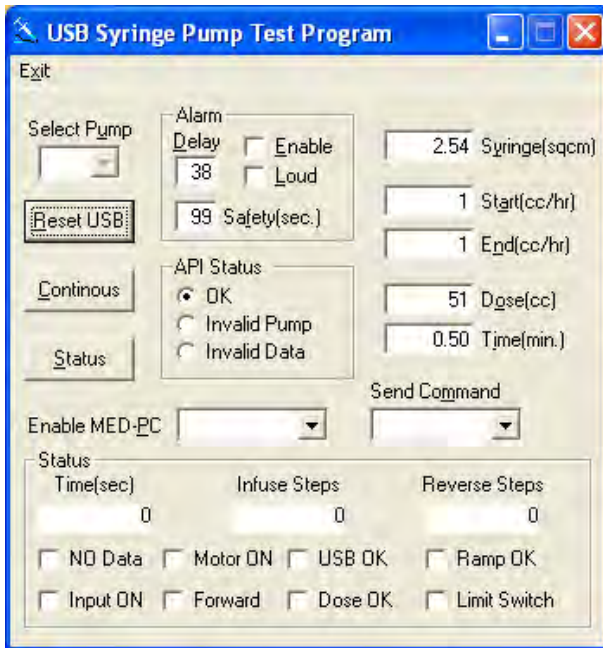 USB Syringe Pump Test Program
Exit
Select Pump
Reset USB
Continous
Status
Alarm
Delay
38
Enable
Loud
99 Safety(sec.)
API Status
OK
Invalid Pump
Invalid Data
2.54 Syringe(sqcm)
1 Start(cc/hr)
1 End(cc/hr)
51 Dose(cc)
0.50 Time(min.)
Enable MED-PC
Send Command
Status
Time(sec) Infuse Steps Reverse Steps
0 0 0
NO Data Motor ON USB OK Ramp OK
Input ON Forward Dose OK Limit Switch